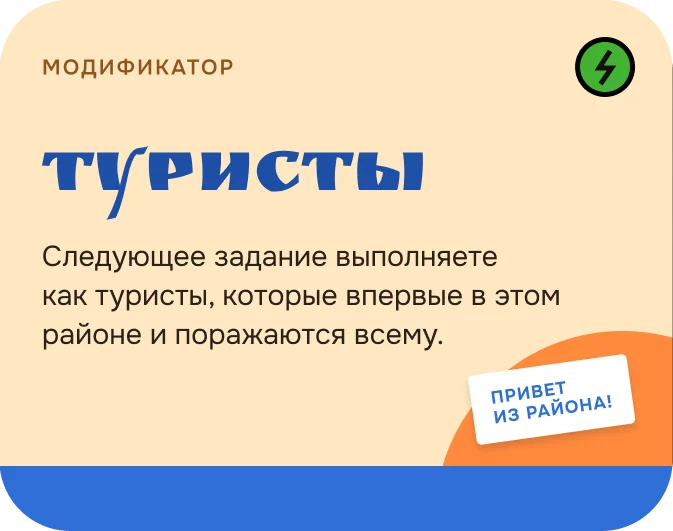 МОДИФИКАТОР
туристы
Следующее задание выполняете
как туристы, которые впервые в этом
районе и поражаются всему.
ПРИВЕТ
ИЗ РАЙОНА!